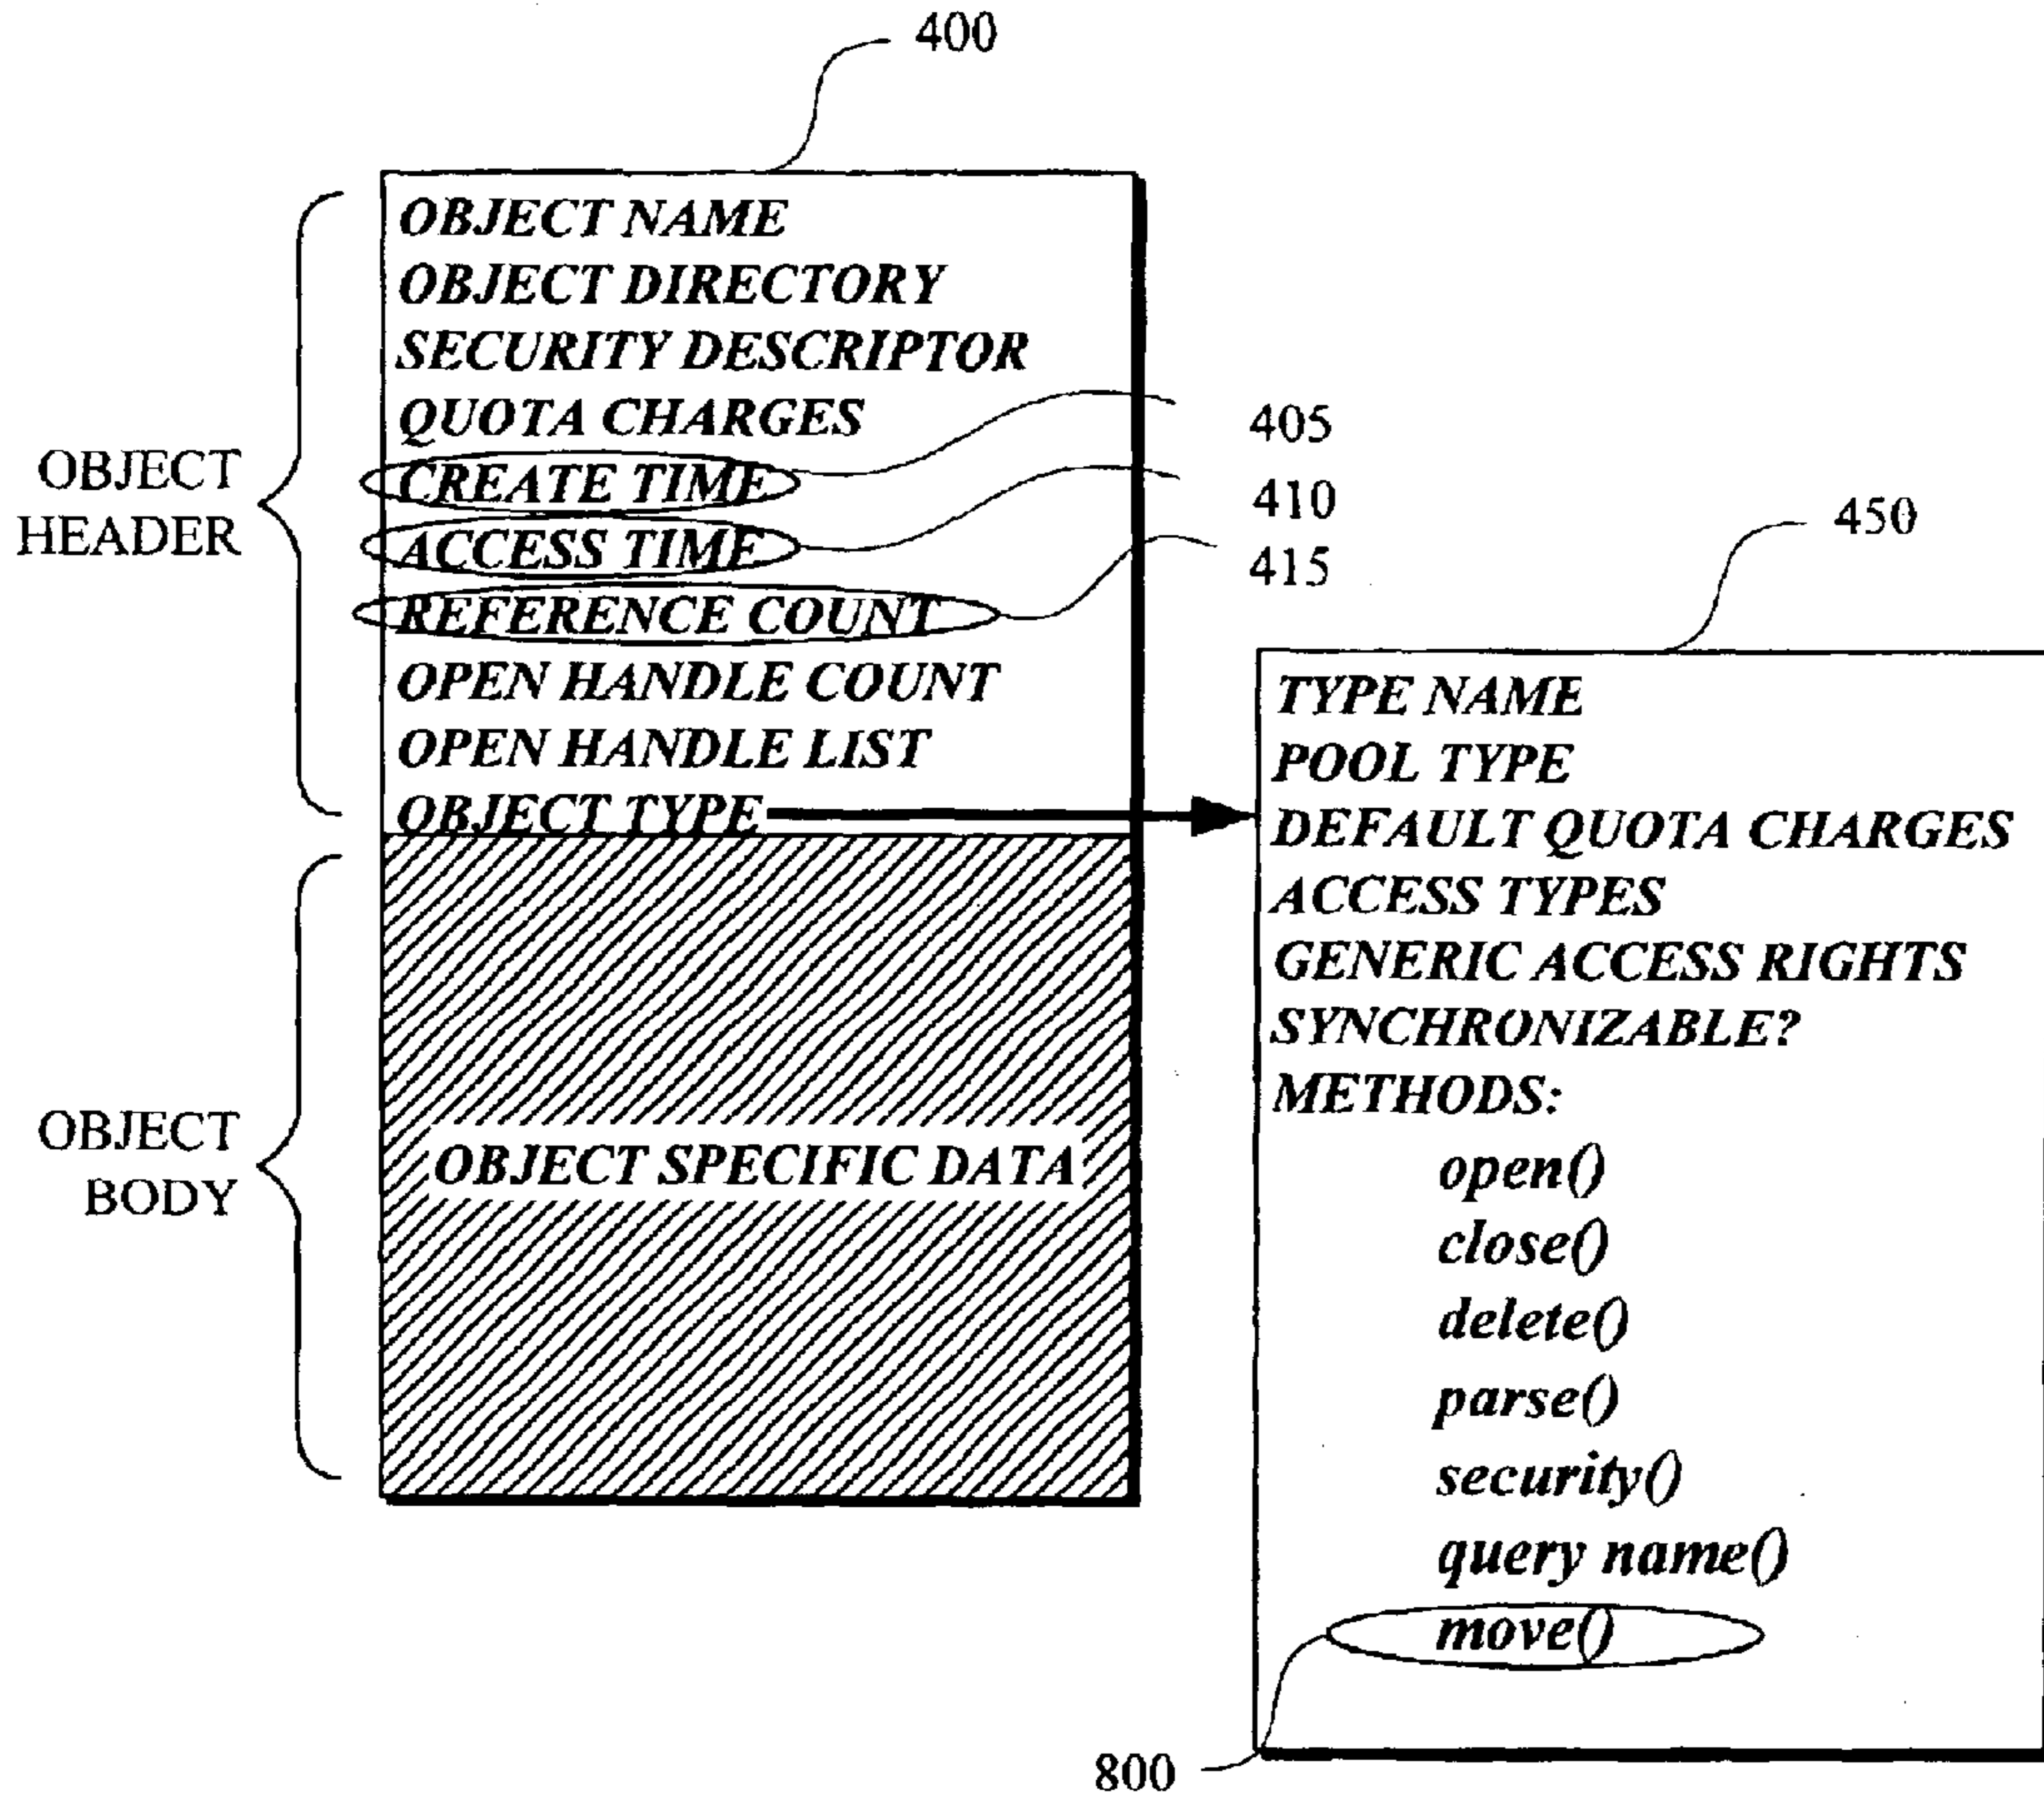 400
OBJECT NAME
OBJECT DIRECTORY
SECURITY DESCRIPTOR
QUOTA CHARGES
CREATE TIME
ACCESS TIME
REFERENCE COUNT
OPEN HANDLE COUNT
OPEN HANDLE LIST
OBJECT TYPE
OBJECT
HEADER
405
410
415
OBJECT SPECIFIC DATA
OBJECT
BODY
450
TYPE NAME
POOL TYPE
DEFAULT QUOTA CHARGES
ACCESS TYPES
GENERIC ACCESS RIGHTS
SYNCHRONIZABLE?
METHODS:
open()
close()
delete()
parse()
security()
query name()
move()
800